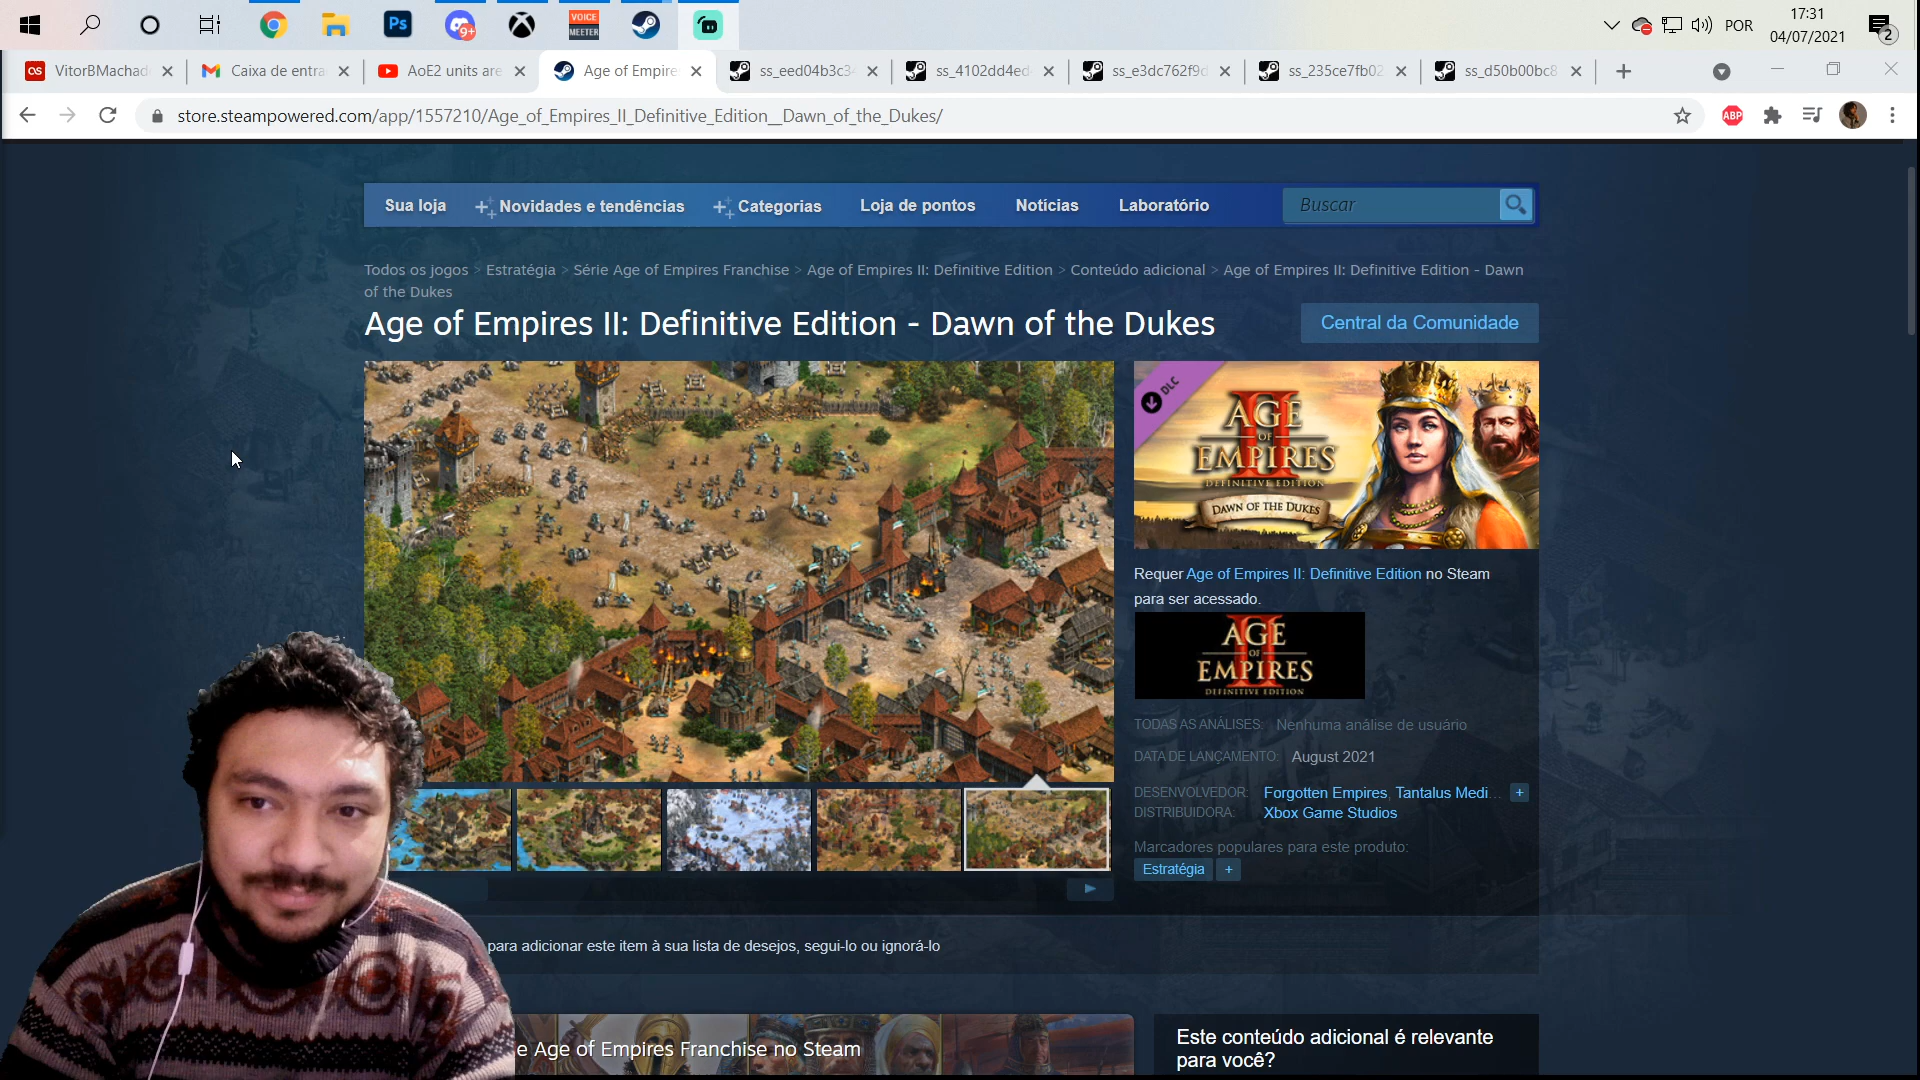 Ps
9+
VOICE
MEETER
POR
17:31
04/07/2021
2
OS
VitorBMachad
Caixa de entra
AoE2 units are
Age of Empire
ss_eed04b3c3
ss_4102dd4ed
ss_e3dc762f9d
ss_235ce7fb02
ss_d50b00bc8
store.steampowered.com/app/1557210/Age_of_Empires_II_Definitive_Edition__Dawn_of_the_Dukes/
ABP
Sua loja
Novidades e tendências
Categorias
Loja de pontos
Notícias
Laboratório
Buscar
Todos os jogos > Estratégia > Série Age of Empires Franchise > Age of Empires II: Definitive Edition > Conteúdo adicional > Age of Empires II: Definitive Edition - Dawn
of the Dukes
Age of Empires II: Definitive Edition - Dawn of the Dukes
Central da Comunidade
DLC
AGE
OF
EMPIRES
II
DEFINITIVE EDITION
DAWN OF THE DUKES
Requer Age of Empires II: Definitive Edition no Steam
para ser acessado.
AGE
OF
EMPIRES
II
DEFINITIVE EDITION
TODAS AS ANÁLISES: Nenhuma análise de usuário
DATA DE LANÇAMENTO: August 2021
DESENVOLVEDOR: Forgotten Empires, Tantalus Medi... +
DISTRIBUIDORA: Xbox Game Studios
Marcadores populares para este produto:
Estratégia +
para adicionar este item à sua lista de desejos, segui-lo ou ignorá-lo
e Age of Empires Franchise no Steam
Este conteúdo adicional é relevante
para você?